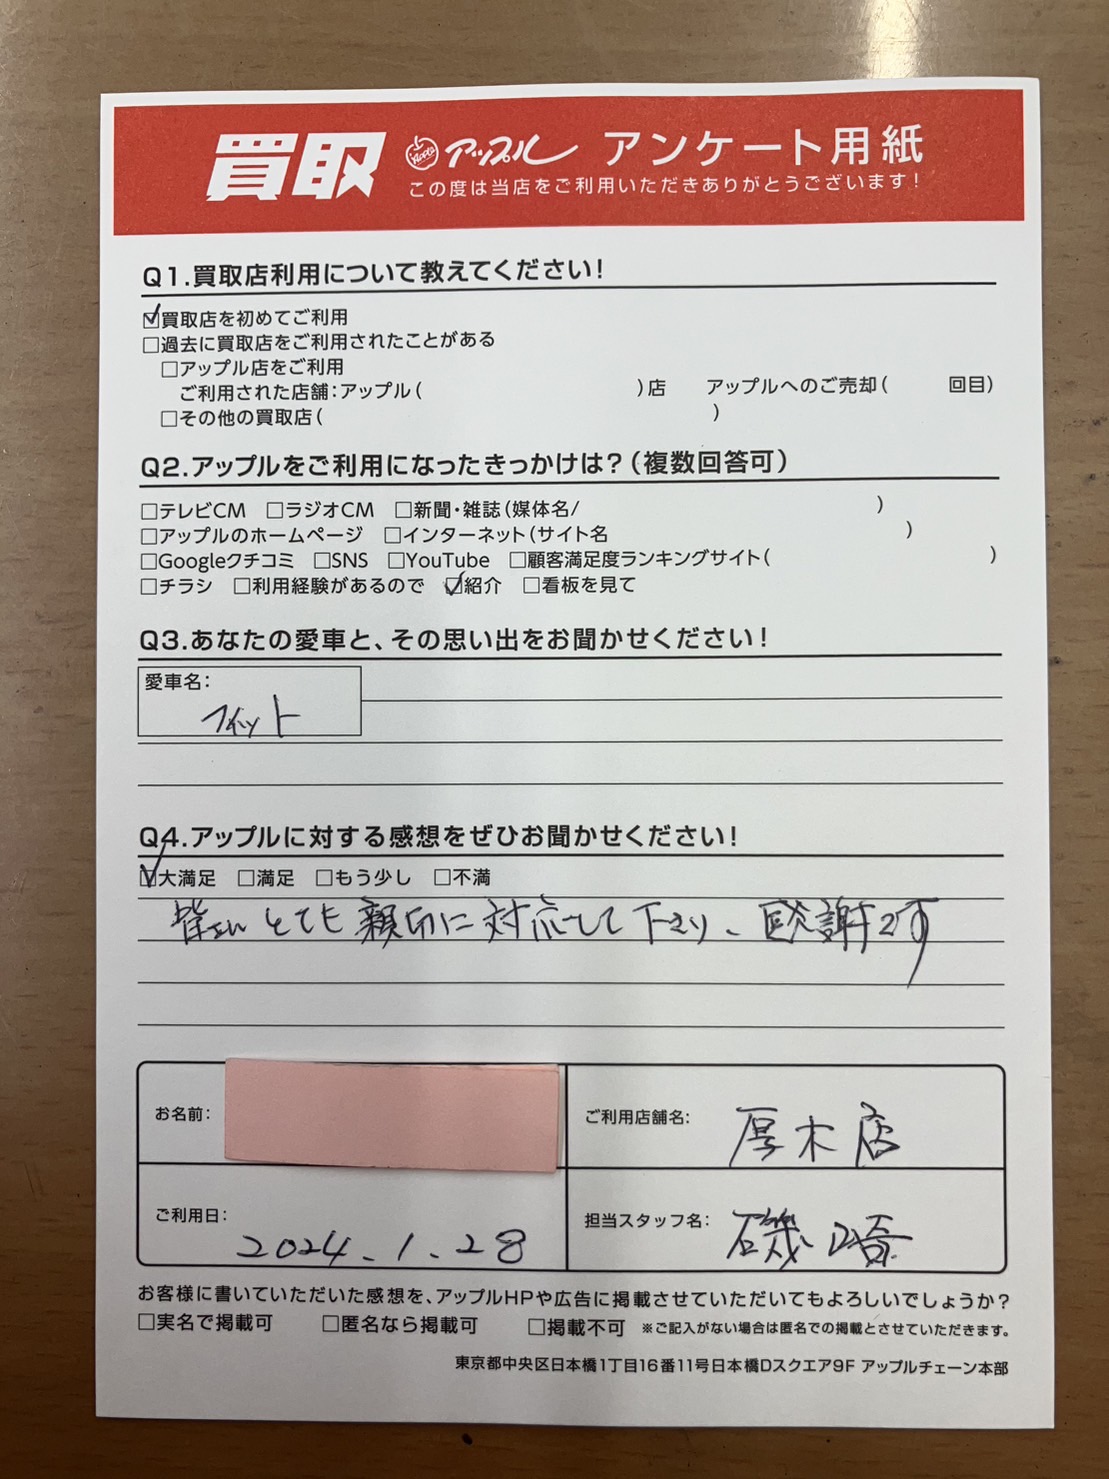 買取 Apple アップル アンケート用紙
この度は当店をご利用いただきありがとうございます！
Q1.買取店利用について教えてください！
☑買取店を初めてご利用
□過去に買取店をご利用されたことがある
□アップル店をご利用
ご利用された店舗：アップル（ ）店 アップルへのご売却（ 回目）
□その他の買取店（ ）
Q2.アップルをご利用になったきっかけは？（複数回答可）
□テレビCM □ラジオCM □新聞・雑誌（媒体名/ ）
□アップルのホームページ □インターネット（サイト名 ）
□Googleクチコミ □SNS □YouTube □顧客満足度ランキングサイト（ ）
□チラシ □利用経験があるので ☑紹介 □看板を見て
Q3.あなたの愛車と、その思い出をお聞かせください！
愛車名：
フィット
Q4.アップルに対する感想をぜひお聞かせください！
☑大満足 □満足 □もう少し □不満
皆さんとても親切に対応して下さり、感謝です
お名前：
ご利用店舗名： 厚木店
ご利用日： 2024.1.28
担当スタッフ名： 磯崎
お客様に書いていただいた感想を、アップルHPや広告に掲載させていただいてもよろしいでしょうか？
□実名で掲載可 □匿名なら掲載可 □掲載不可 ※ご記入がない場合は匿名での掲載とさせていただきます。
東京都中央区日本橋1丁目16番11号日本橋Dスクエア9F アップルチェーン本部